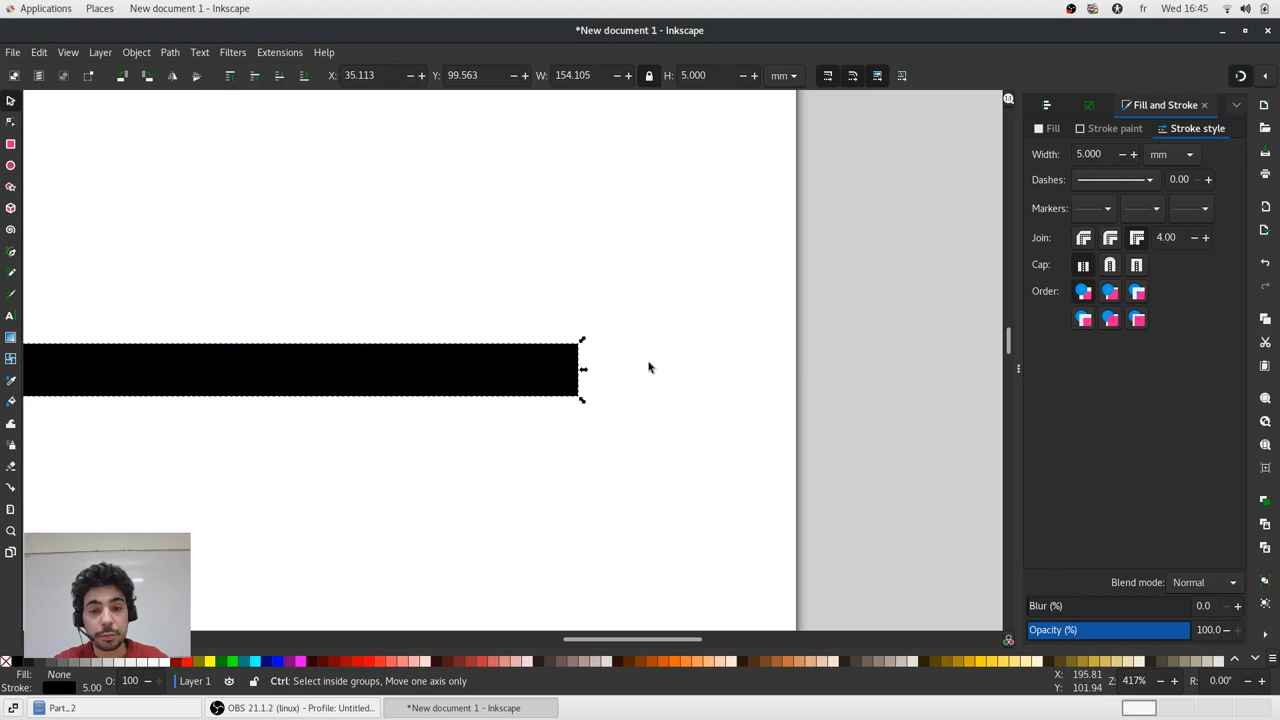 Applications Places New document 1 - Inkscape fr Wed 16:45
*New document 1 - Inkscape
File Edit View Layer Object Path Text Filters Extensions Help
X: 35.113 Y: 99.563 W: 154.105 H: 5.000 mm
Fill and Stroke
Fill Stroke paint Stroke style
Width: 5.000 mm
Dashes: 0.00
Markers:
Join: 4.00
Cap:
Order:
Blend mode: Normal
Blur (%) 0.0
Opacity (%) 100.0
Fill: None
Stroke: 5.00
O: 100
Layer 1
Ctrl: Select inside groups, Move one axis only
X: 195.81
Y: 101.94
Z: 417%
R: 0.00°
Part_2 OBS 21.1.2 (linux) - Profile: Untitled... *New document 1 - Inkscape